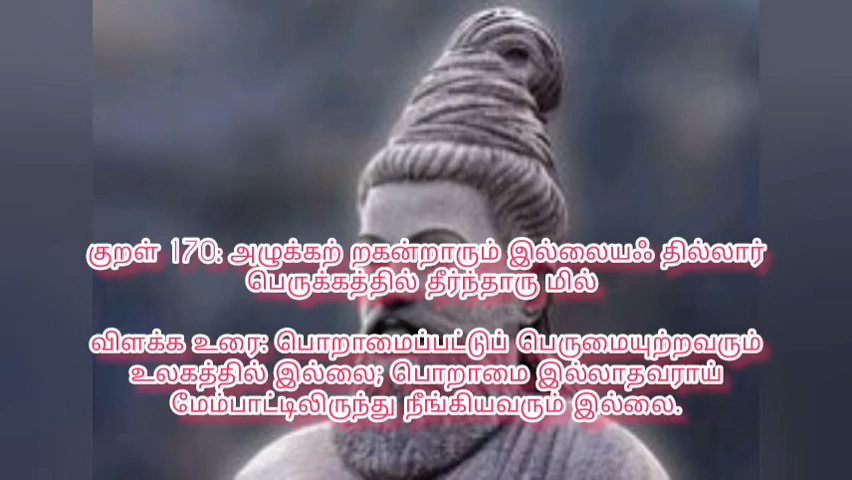 குறள் 170: அழுக்கற் றகன்றாரும் இல்லையஃ தில்லார்
பெருக்கத்தில் தீர்ந்தாரு மில்
விளக்க உரை: பொறாமைப்பட்டுப் பெருமையுற்றவரும்
உலகத்தில் இல்லை; பொறாமை இல்லாதவராய்
மேம்பாட்டிலிருந்து நீங்கியவரும் இல்லை.